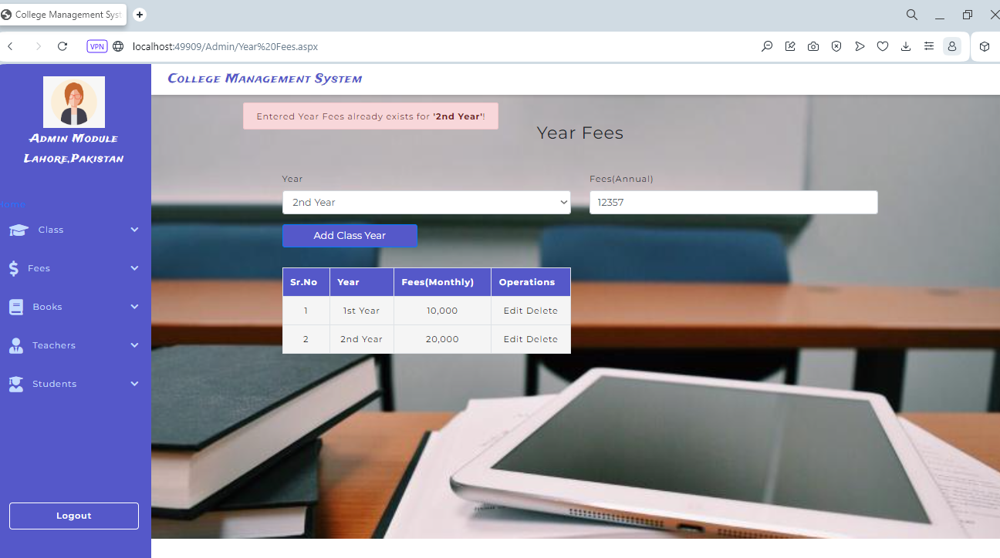 College Management Syst
VPN
localhost:49909/Admin/Year%20Fees.aspx
College Management System
Admin Module
Lahore,Pakistan
Home
Class
Fees
Books
Teachers
Students
Logout
Entered Year Fees already exists for '2nd Year'!
Year Fees
Year Fees(Annual)
2nd Year 12357
Add Class Year
Sr.No Year Fees(Monthly) Operations
1 1st Year 10,000 Edit Delete
2 2nd Year 20,000 Edit Delete